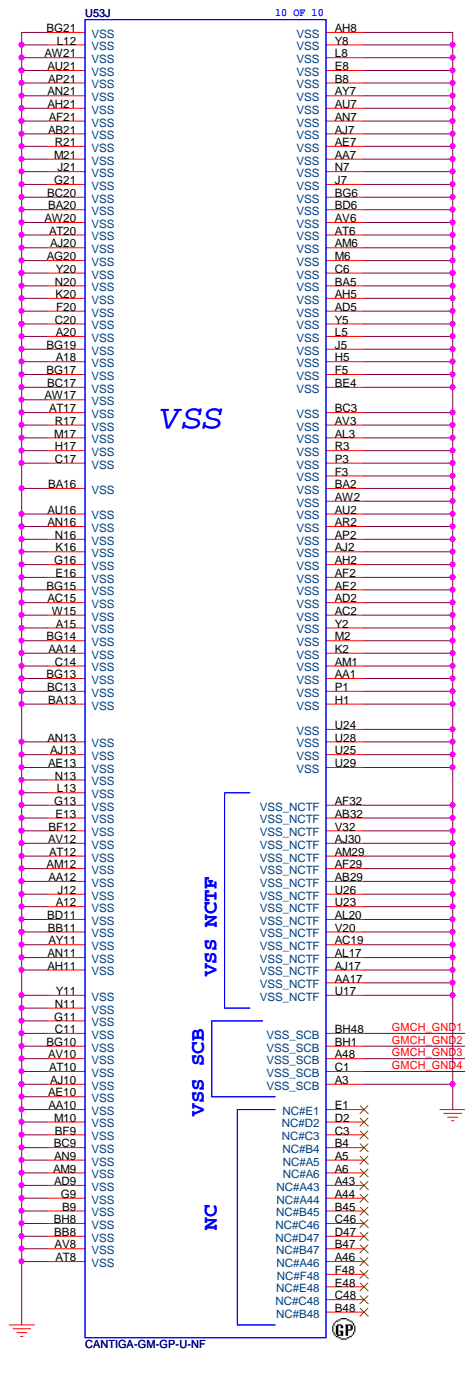 U53J
10 OF 10
BG21 VSS
L12 VSS
AW21 VSS
AU21 VSS
AP21 VSS
AN21 VSS
AH21 VSS
AF21 VSS
AB21 VSS
R21 VSS
M21 VSS
J21 VSS
G21 VSS
BC20 VSS
BA20 VSS
AW20 VSS
AT20 VSS
AJ20 VSS
AG20 VSS
Y20 VSS
N20 VSS
K20 VSS
F20 VSS
C20 VSS
A20 VSS
BG19 VSS
A18 VSS
BG17 VSS
BC17 VSS
AW17 VSS
AT17 VSS
R17 VSS
M17 VSS
H17 VSS
C17 VSS
BA16 VSS
AU16 VSS
AN16 VSS
N16 VSS
K16 VSS
G16 VSS
E16 VSS
BG15 VSS
AC15 VSS
W15 VSS
A15 VSS
BG14 VSS
AA14 VSS
C14 VSS
BG13 VSS
BC13 VSS
BA13 VSS
AN13 VSS
AJ13 VSS
AE13 VSS
N13 VSS
L13 VSS
G13 VSS
E13 VSS
BF12 VSS
AV12 VSS
AT12 VSS
AM12 VSS
AA12 VSS
J12 VSS
A12 VSS
BD11 VSS
BB11 VSS
AY11 VSS
AN11 VSS
AH11 VSS
Y11 VSS
N11 VSS
G11 VSS
C11 VSS
BG10 VSS
AV10 VSS
AT10 VSS
AJ10 VSS
AE10 VSS
AA10 VSS
M10 VSS
BF9 VSS
BC9 VSS
AN9 VSS
AM9 VSS
AD9 VSS
G9 VSS
B9 VSS
BH8 VSS
BB8 VSS
AV8 VSS
AT8 VSS
VSS
VSS NCTF
VSS SCB
NC
VSS AH8
VSS Y8
VSS L8
VSS E8
VSS B8
VSS AY7
VSS AU7
VSS AN7
VSS AJ7
VSS AE7
VSS AA7
VSS N7
VSS J7
VSS BG6
VSS BD6
VSS AV6
VSS AT6
VSS AM6
VSS M6
VSS C6
VSS BA5
VSS AH5
VSS AD5
VSS Y5
VSS L5
VSS J5
VSS H5
VSS F5
VSS BE4
VSS BC3
VSS AV3
VSS AL3
VSS R3
VSS P3
VSS F3
VSS BA2
VSS AW2
VSS AU2
VSS AR2
VSS AP2
VSS AJ2
VSS AH2
VSS AF2
VSS AE2
VSS AD2
VSS AC2
VSS Y2
VSS M2
VSS K2
VSS AM1
VSS AA1
VSS P1
VSS H1
VSS U24
VSS U28
VSS U25
VSS U29
VSS_NCTF AF32
VSS_NCTF AB32
VSS_NCTF V32
VSS_NCTF AJ30
VSS_NCTF AM29
VSS_NCTF AF29
VSS_NCTF AB29
VSS_NCTF U26
VSS_NCTF U23
VSS_NCTF AL20
VSS_NCTF V20
VSS_NCTF AC19
VSS_NCTF AL17
VSS_NCTF AJ17
VSS_NCTF AA17
VSS_NCTF U17
VSS_SCB BH48 GMCH_GND1
VSS_SCB BH1 GMCH_GND2
VSS_SCB A48 GMCH_GND3
VSS_SCB C1 GMCH_GND4
VSS_SCB A3
NC#E1 E1
NC#D2 D2
NC#C3 C3
NC#B4 B4
NC#A5 A5
NC#A6 A6
NC#A43 A43
NC#A44 A44
NC#B45 B45
NC#C46 C46
NC#D47 D47
NC#B47 B47
NC#A46 A46
NC#F48 F48
NC#E48 E48
NC#C48 C48
NC#B48 B48
GP
CANTIGA-GM-GP-U-NF